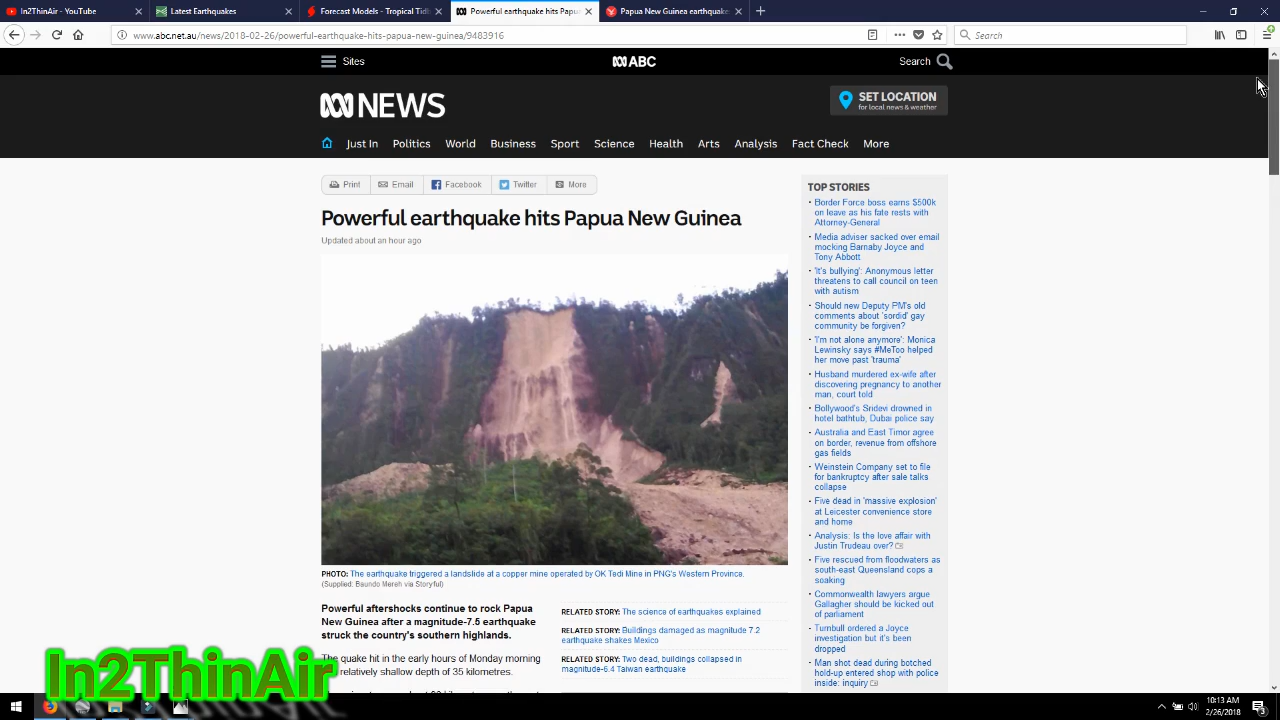 In2ThinAir - YouTube
Latest Earthquakes
Forecast Models - Tropical Tidb
Powerful earthquake hits Papu
Papua New Guinea earthquake
www.abc.net.au/news/2018-02-26/powerful-earthquake-hits-papua-new-guinea/9483916
Search
Sites
ABC
Search
NEWS
SET LOCATION
for local news & weather
Just In
Politics
World
Business
Sport
Science
Health
Arts
Analysis
Fact Check
More
Print
Email
Facebook
Twitter
More
Powerful earthquake hits Papua New Guinea
Updated about an hour ago
PHOTO: The earthquake triggered a landslide at a copper mine operated by OK Tedi Mine in PNG's Western Province.
(Supplied: Baundo Mereh via Storyful)
Powerful aftershocks continue to rock Papua
New Guinea after a magnitude-7.5 earthquake
struck the country's southern highlands.
The quake hit in the early hours of Monday morning
relatively shallow depth of 35 kilometres.
RELATED STORY: The science of earthquakes explained
RELATED STORY: Buildings damaged as magnitude 7.2
earthquake shakes Mexico
RELATED STORY: Two dead, buildings collapsed in
magnitude-6.4 Taiwan earthquake
TOP STORIES
Border Force boss earns $500k
on leave as his fate rests with
Attorney-General
Media adviser sacked over email
mocking Barnaby Joyce and
Tony Abbott
'It's bullying': Anonymous letter
threatens to call council on teen
with autism
Should new Deputy PM's old
comments about 'sordid' gay
community be forgiven?
'I'm not alone anymore': Monica
Lewinsky says #MeToo helped
her move past 'trauma'
Husband murdered ex-wife after
discovering pregnancy to another
man, court told
Bollywood's Sridevi drowned in
hotel bathtub, Dubai police say
Australia and East Timor agree
on border, revenue from offshore
gas fields
Weinstein Company set to file
for bankruptcy after sale talks
collapse
Five dead in 'massive explosion'
at Leicester convenience store
and home
Analysis: Is the love affair with
Justin Trudeau over?
Five rescued from floodwaters as
south-east Queensland cops a
soaking
Commonwealth lawyers argue
Gallagher should be kicked out
of parliament
Turnbull ordered a Joyce
investigation but it's been
dropped
Man shot dead during botched
hold-up entered shop with police
inside: inquiry
In2ThinAir
10:13 AM
2/26/2018
3